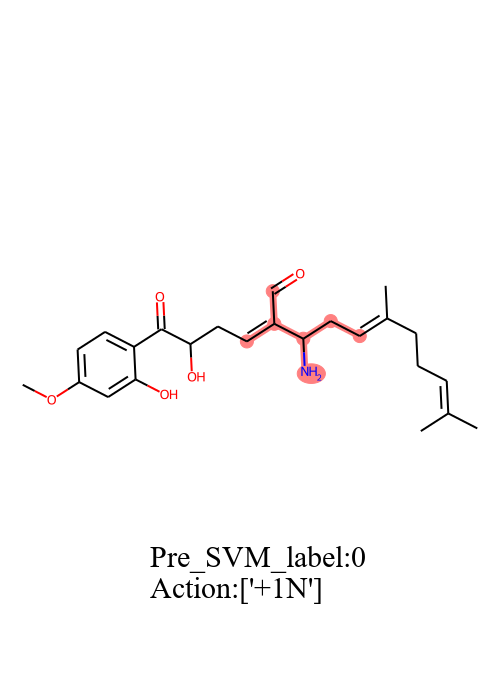 O
O
NH2
OH
OH
O
Pre_SVM_label:0
Action:['+1N']